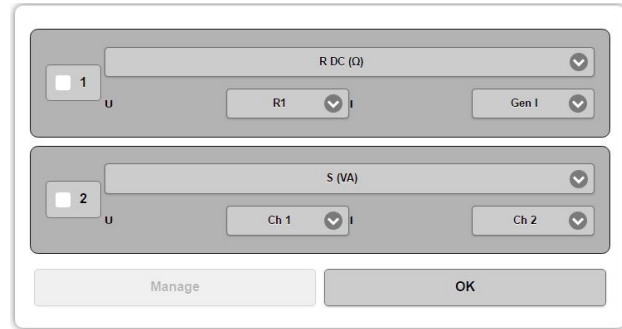 R DC (Ω)
1
U R1 I Gen I
S (VA)
2
U Ch 1 I Ch 2
Manage OK